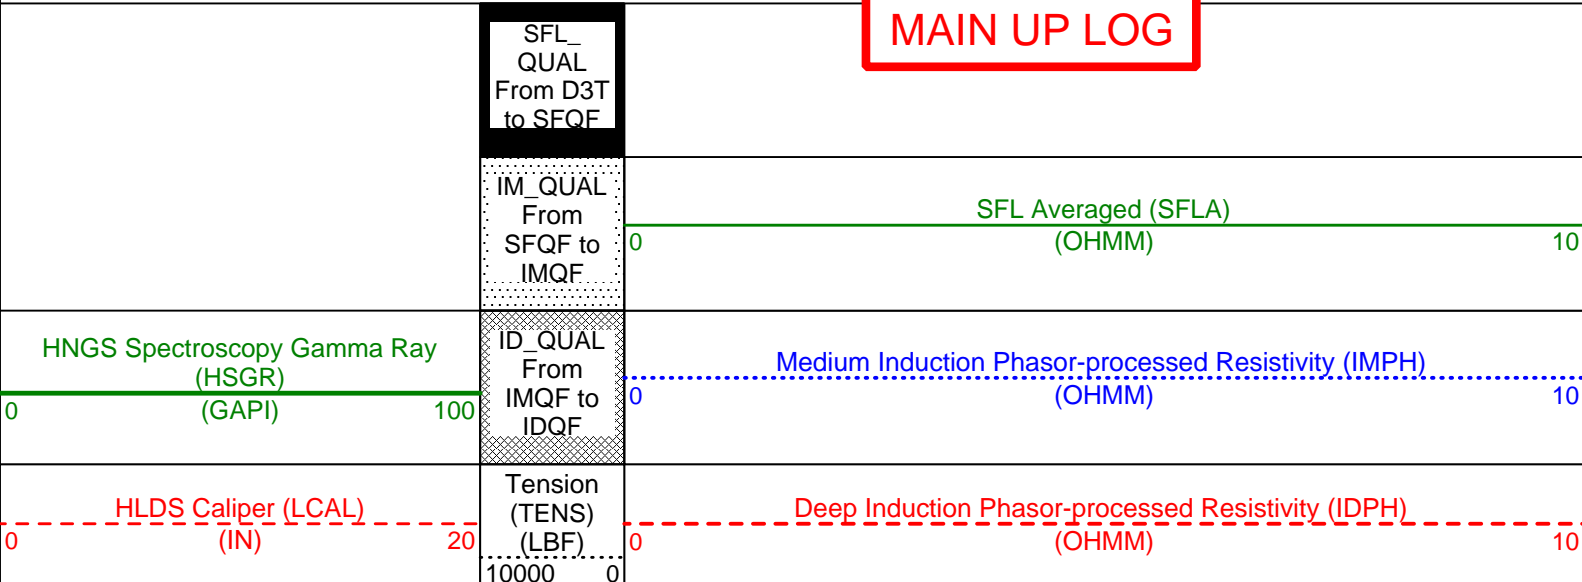 MAIN UP LOG
SFL_
QUAL
From D3T
to SFQF
IM_QUAL
From
SFQF to
IMQF
SFL Averaged (SFLA)
0 (OHMM) 10
HNGS Spectroscopy Gamma Ray
(HSGR)
0 (GAPI) 100
ID_QUAL
From
IMQF to
IDQF
Medium Induction Phasor-processed Resistivity (IMPH)
0 (OHMM) 10
HLDS Caliper (LCAL)
0 (IN) 20
Tension
(TENS)
(LBF)
10000 0
Deep Induction Phasor-processed Resistivity (IDPH)
0 (OHMM) 10